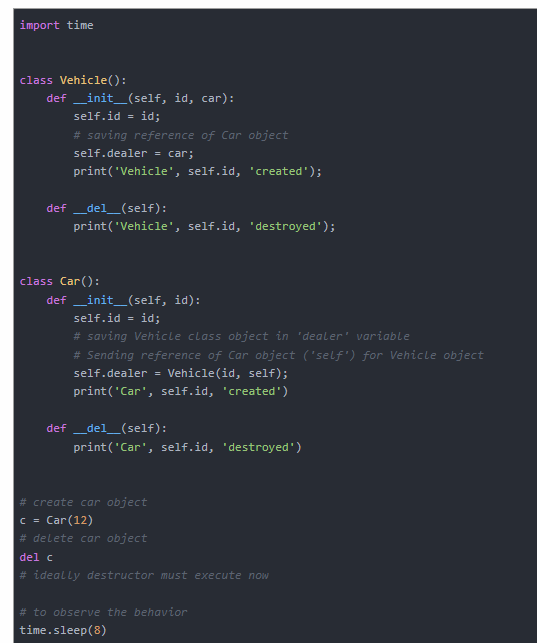 import time
class Vehicle():
    def __init__(self, id, car):
        self.id = id;
        # saving reference of Car object
        self.dealer = car;
        print('Vehicle', self.id, 'created');
    def __del__(self):
        print('Vehicle', self.id, 'destroyed');
class Car():
    def __init__(self, id):
        self.id = id;
        # saving Vehicle class object in 'dealer' variable
        # Sending reference of Car object ('self') for Vehicle object
        self.dealer = Vehicle(id, self);
        print('Car', self.id, 'created')
    def __del__(self):
        print('Car', self.id, 'destroyed')
# create car object
c = Car(12)
# delete car object
del c
# ideally destructor must execute now
# to observe the behavior
time.sleep(8)